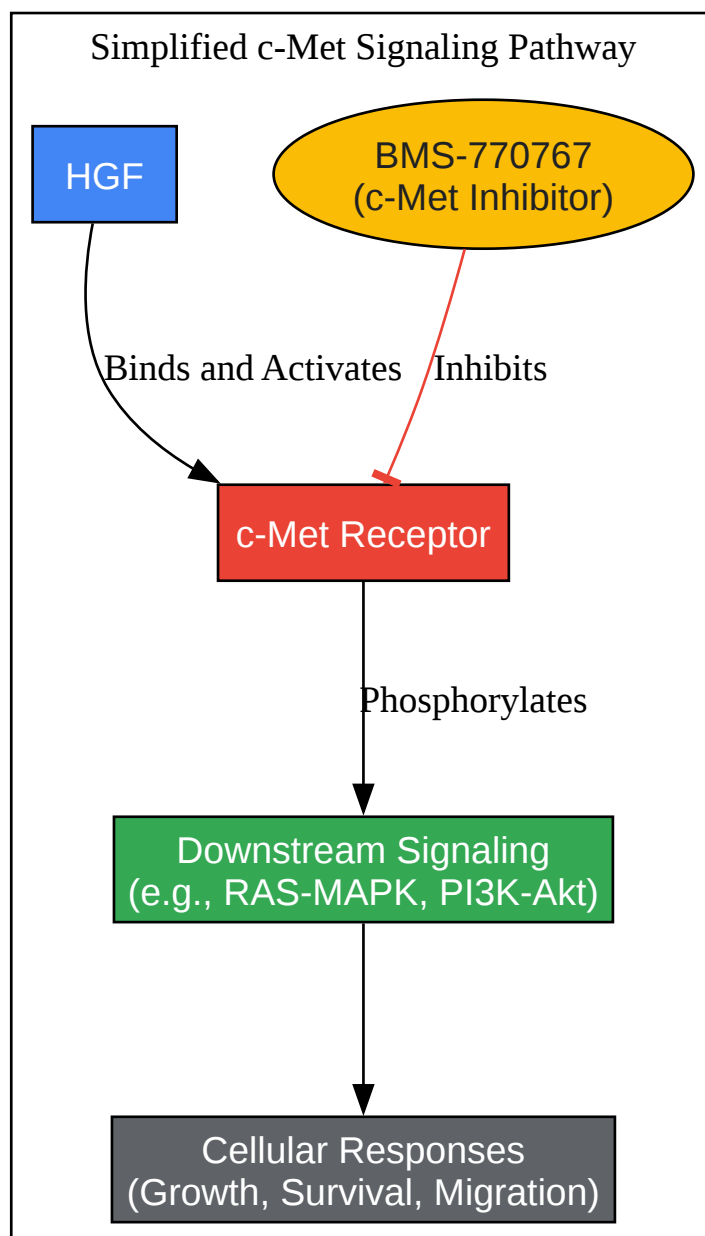 Simplified c-Met Signaling Pathway
HGF
BMS-770767
(c-Met Inhibitor)
Binds and Activates
Inhibits
c-Met Receptor
Phosphorylates
Downstream Signaling
(e.g., RAS-MAPK, PI3K-Akt)
Cellular Responses
(Growth, Survival, Migration)